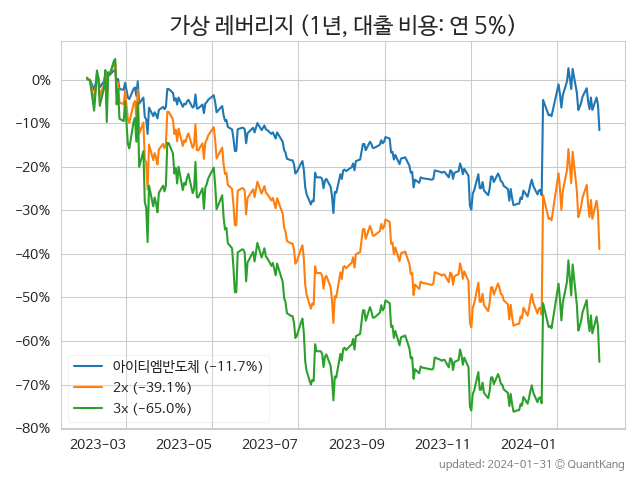 가상 레버리지 (1년, 대출 비용: 연 5%)
0%
−10%
−20%
−30%
−40%
−50%
−60%
−70%
−80%
아이티엠반도체 (−11.7%)
2x (−39.1%)
3x (−65.0%)
2023-03 2023-05 2023-07 2023-09 2023-11 2024-01
updated: 2024-01-31 © QuantKang